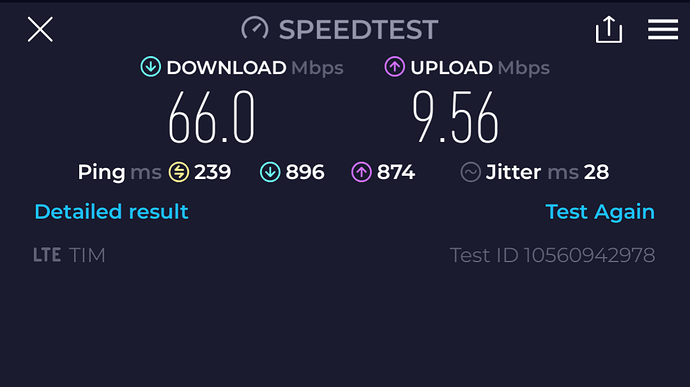 SPEEDTEST
DOWNLOAD Mbps UPLOAD Mbps
66.0 9.56
Ping ms 239 896 874 Jitter ms 28
Detailed result Test Again
LTE TIM Test ID 10560942978